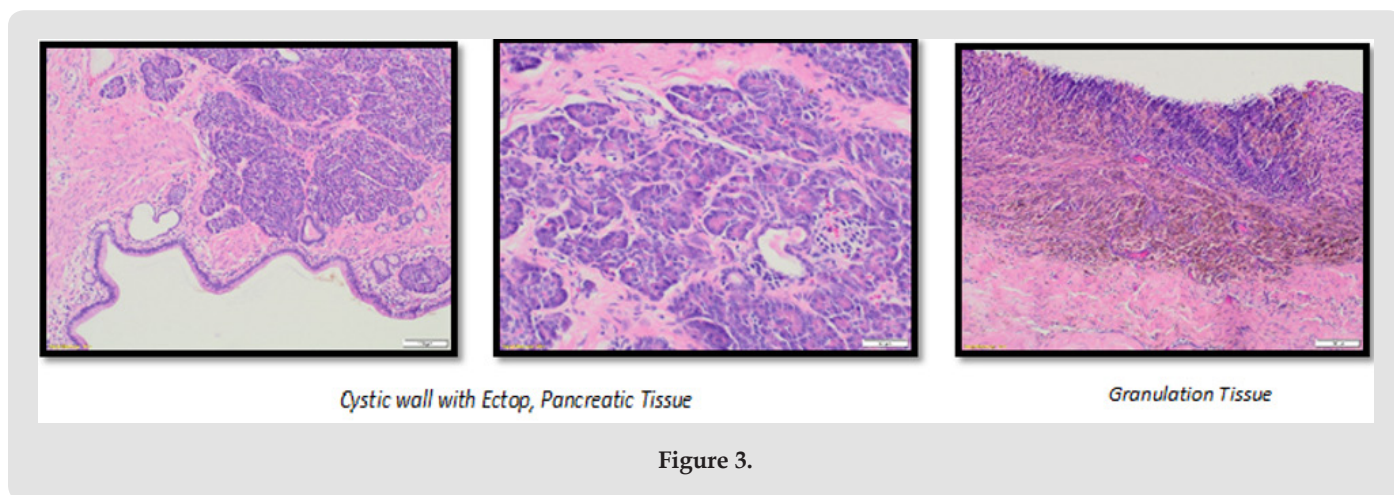 Cystic wall with Ectop, Pancreatic Tissue
Granulation Tissue
Figure 3.